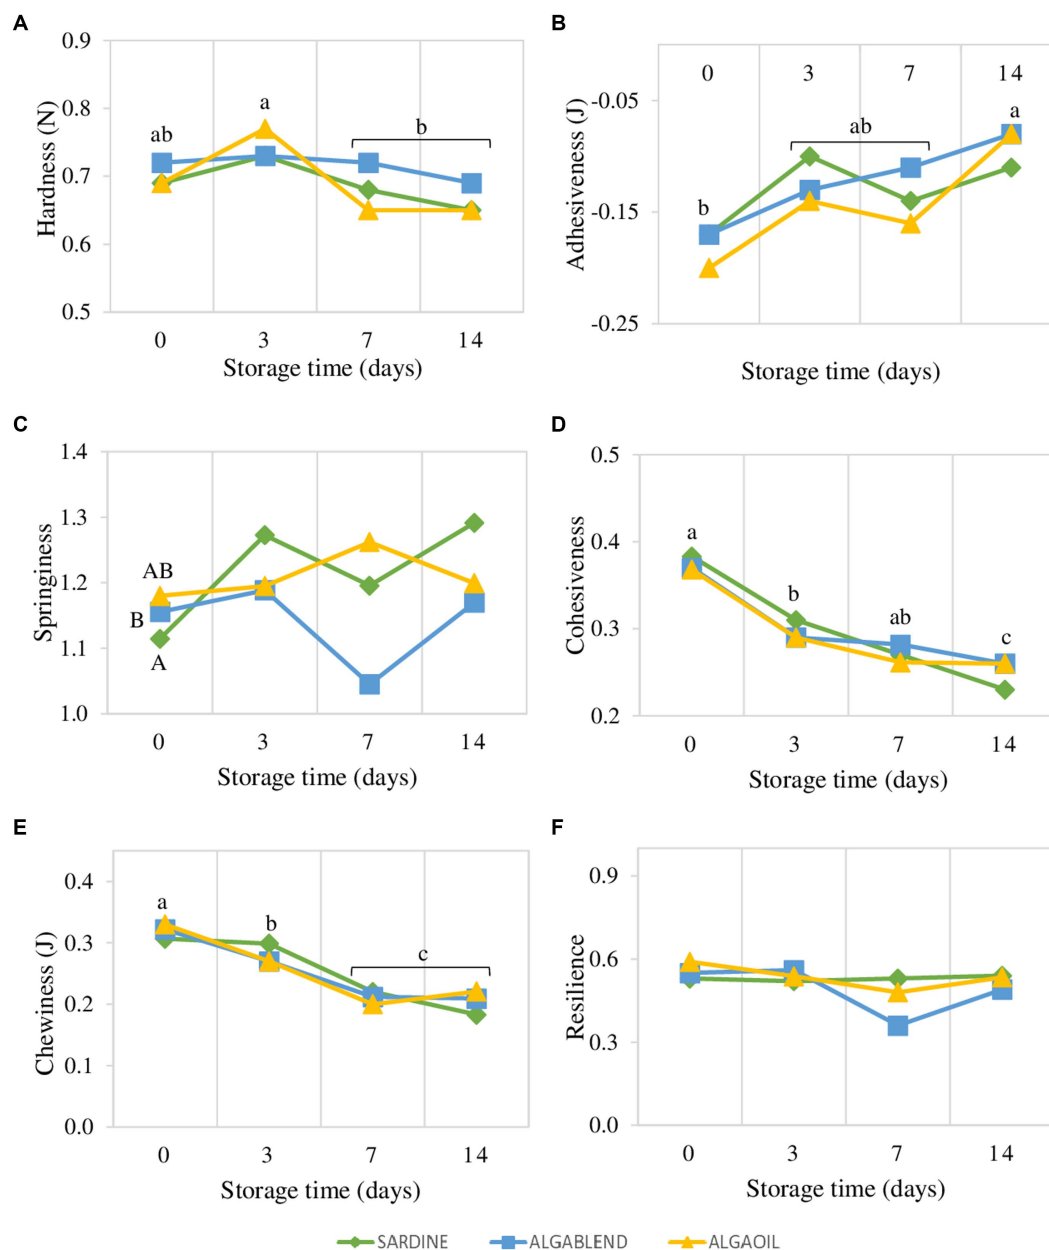 A
Hardness (N)
0.9
0.8
0.7
0.6
0.5
ab
a
b
0 3 7 14
Storage time (days)
B
Adhesiveness (J)
0 3 7 14
-0.05
-0.15
-0.25
b
ab
a
Storage time (days)
C
Springiness
1.4
1.3
1.2
1.1
1.0
AB
B
A
0 3 7 14
Storage time (days)
D
Cohesiveness
0.5
0.4
0.3
0.2
a
b
ab
c
0 3 7 14
Storage time (days)
E
Chewiness (J)
0.4
0.3
0.2
0.1
0.0
a
b
c
0 3 7 14
Storage time (days)
F
Resilience
0.9
0.6
0.3
0.0
0 3 7 14
Storage time (days)
SARDINE ALGABLEND ALGAOIL